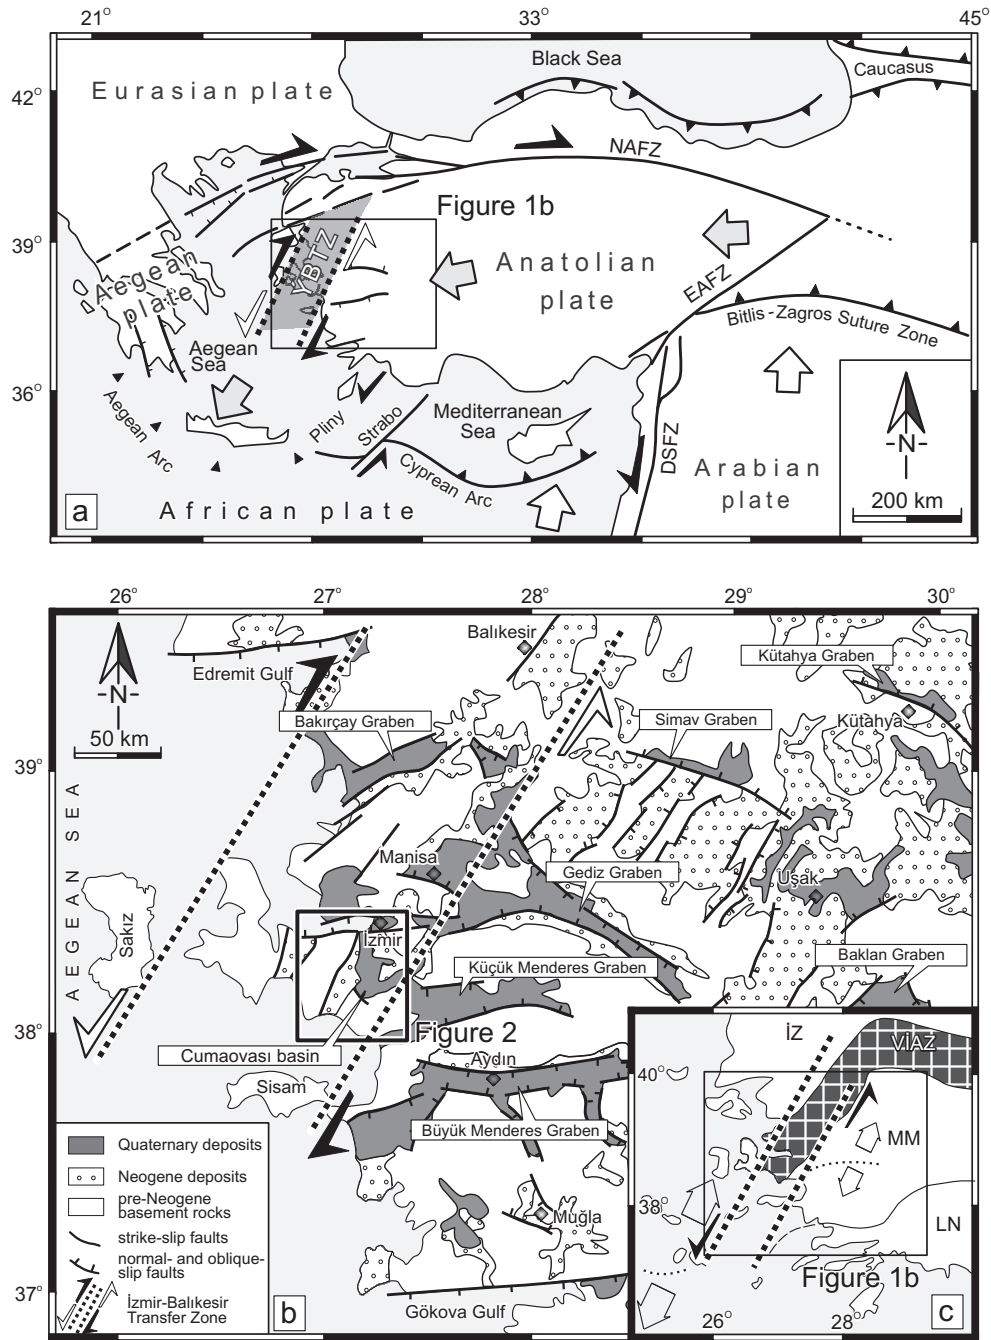 21°
33°
45°
Black Sea
Caucasus
Eurasian plate
42°
NAFZ
Figure 1b
39°
Aegean
plate
İBTZ
Anatolian
plate
EAFZ
Bitlis-Zagros Suture Zone
Aegean
Sea
36°
Aegean Arc
Pliny
Strabo
Mediterranean
Sea
Cyprean Arc
DSFZ
Arabian
plate
-N-
200 km
a
African plate
26°
27°
28°
29°
30°
Balıkesir
Edremit Gulf
Kütahya Graben
-N-
Bakırçay Graben
Simav Graben
Kütahya
50 km
39°
AEGEAN SEA
Manisa
Gediz Graben
Uşak
Sakız
İzmir
Küçük Menderes Graben
Baklan Graben
38°
Figure 2
Cumaovası basin
Aydın
Sisam
Büyük Menderes Graben
Quaternary deposits
Neogene deposits
pre-Neogene
basement rocks
strike-slip faults
normal- and oblique-
slip faults
İzmir-Balıkesir
Transfer Zone
Muğla
37°
b
Gökova Gulf
İZ
VİAZ
40°
MM
38°
LN
Figure 1b
26°
28°
c